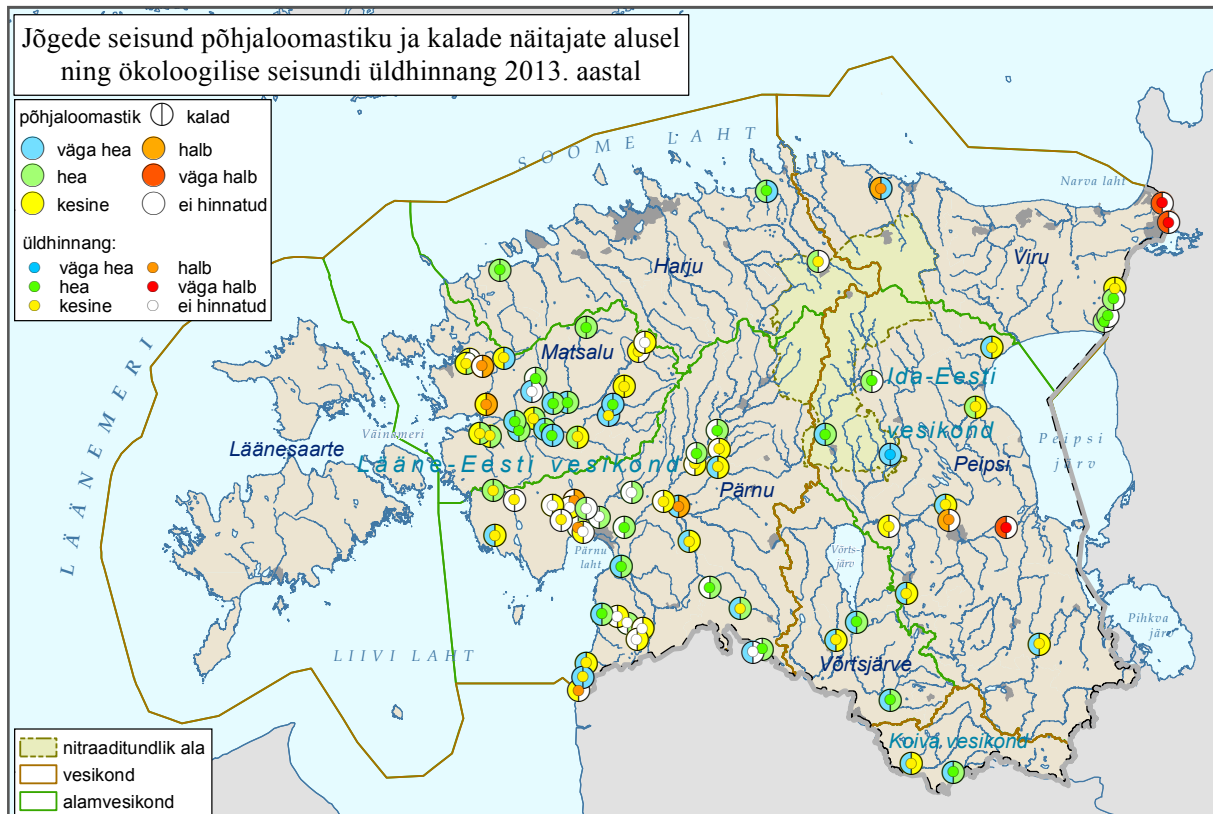 Jõgede seisund põhjaloomastiku ja kalade näitajate alusel
ning ökoloogilise seisundi üldhinnang 2013. aastal
põhjaloomastik kalad
väga hea halb
hea väga halb
kesine ei hinnatud
üldhinnang:
väga hea halb
hea väga halb
kesine ei hinnatud
SOOME LAHT
Narva laht
Harju
Viru
Matsalu
Ida-Eesti
vesikond
LÄÄNEMERI
Väinameri
Läänesaarte
Lääne-Eesti vesikond
Peipsi
järv
Peipsi
Pärnu
Pärnu
laht
Võrts-
järv
Pihkva
järv
LIIVI LAHT
Võrtsjärve
Koiva vesikond
nitraaditundlik ala
vesikond
alamvesikond